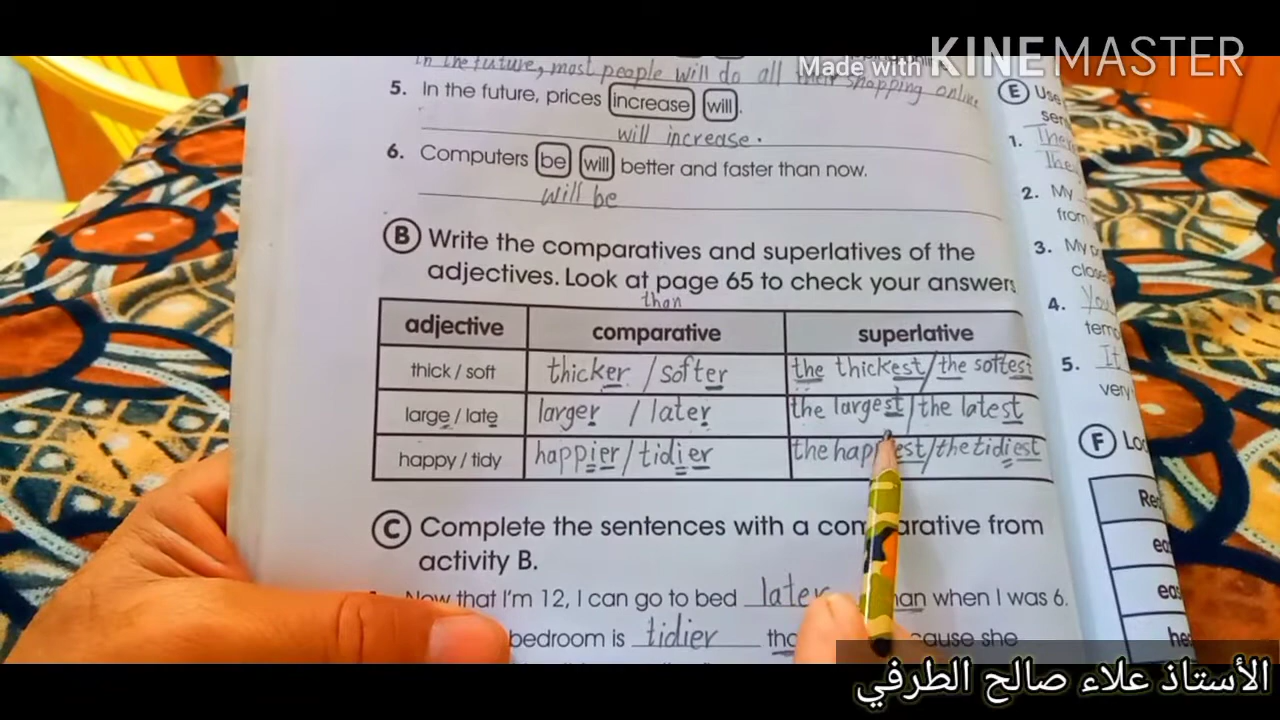 Made with KINEMASTER
In the future, most people will do all their shopping online
5. In the future, prices increase will.
will increase.
6. Computers be will better and faster than now.
will be
B Write the comparatives and superlatives of the
adjectives. Look at page 65 to check your answers
than
adjective comparative superlative
thick / soft thicker / softer the thickest/the softest
large / late larger / later the largest/the latest
happy / tidy happier/tidier the happiest/the tidiest
C Complete the sentences with a comparative from
activity B.
Now that I'm 12, I can go to bed later when I was 6.
bedroom is tidier she
E Use
1.
2. My
from
3. My
4. You
5. It
very
F
الأستاذ علاء صالح الطرفي